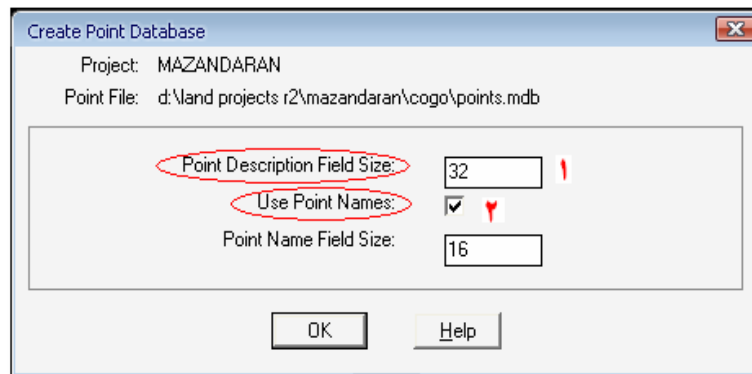 Create Point Database
Project: MAZANDARAN
Point File: d:\land projects r2\mazandaran\cogo\points.mdb
Point Description Field Size: 32 ۱
Use Point Names: ۲
Point Name Field Size: 16
OK Help